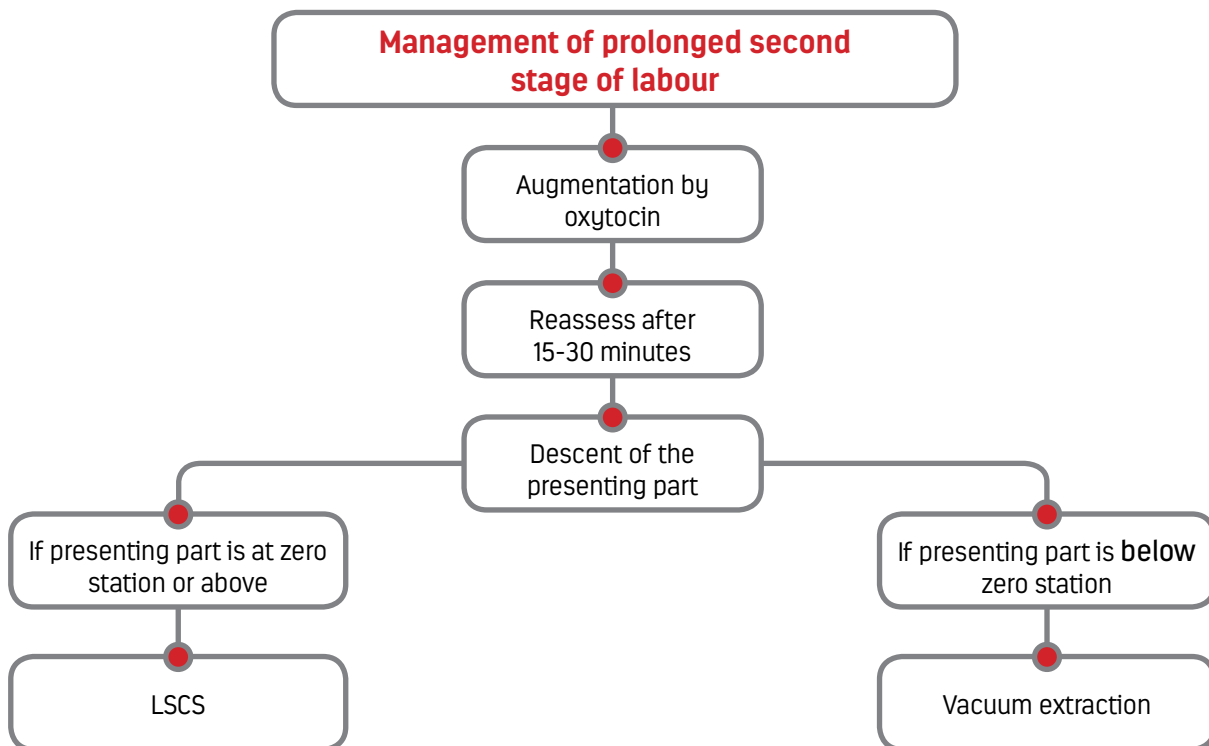 Management of prolonged second
stage of labour
Augmentation by
oxytocin
Reassess after
15-30 minutes
Descent of the
presenting part
If presenting part is at zero
station or above
If presenting part is below
zero station
LSCS
Vacuum extraction